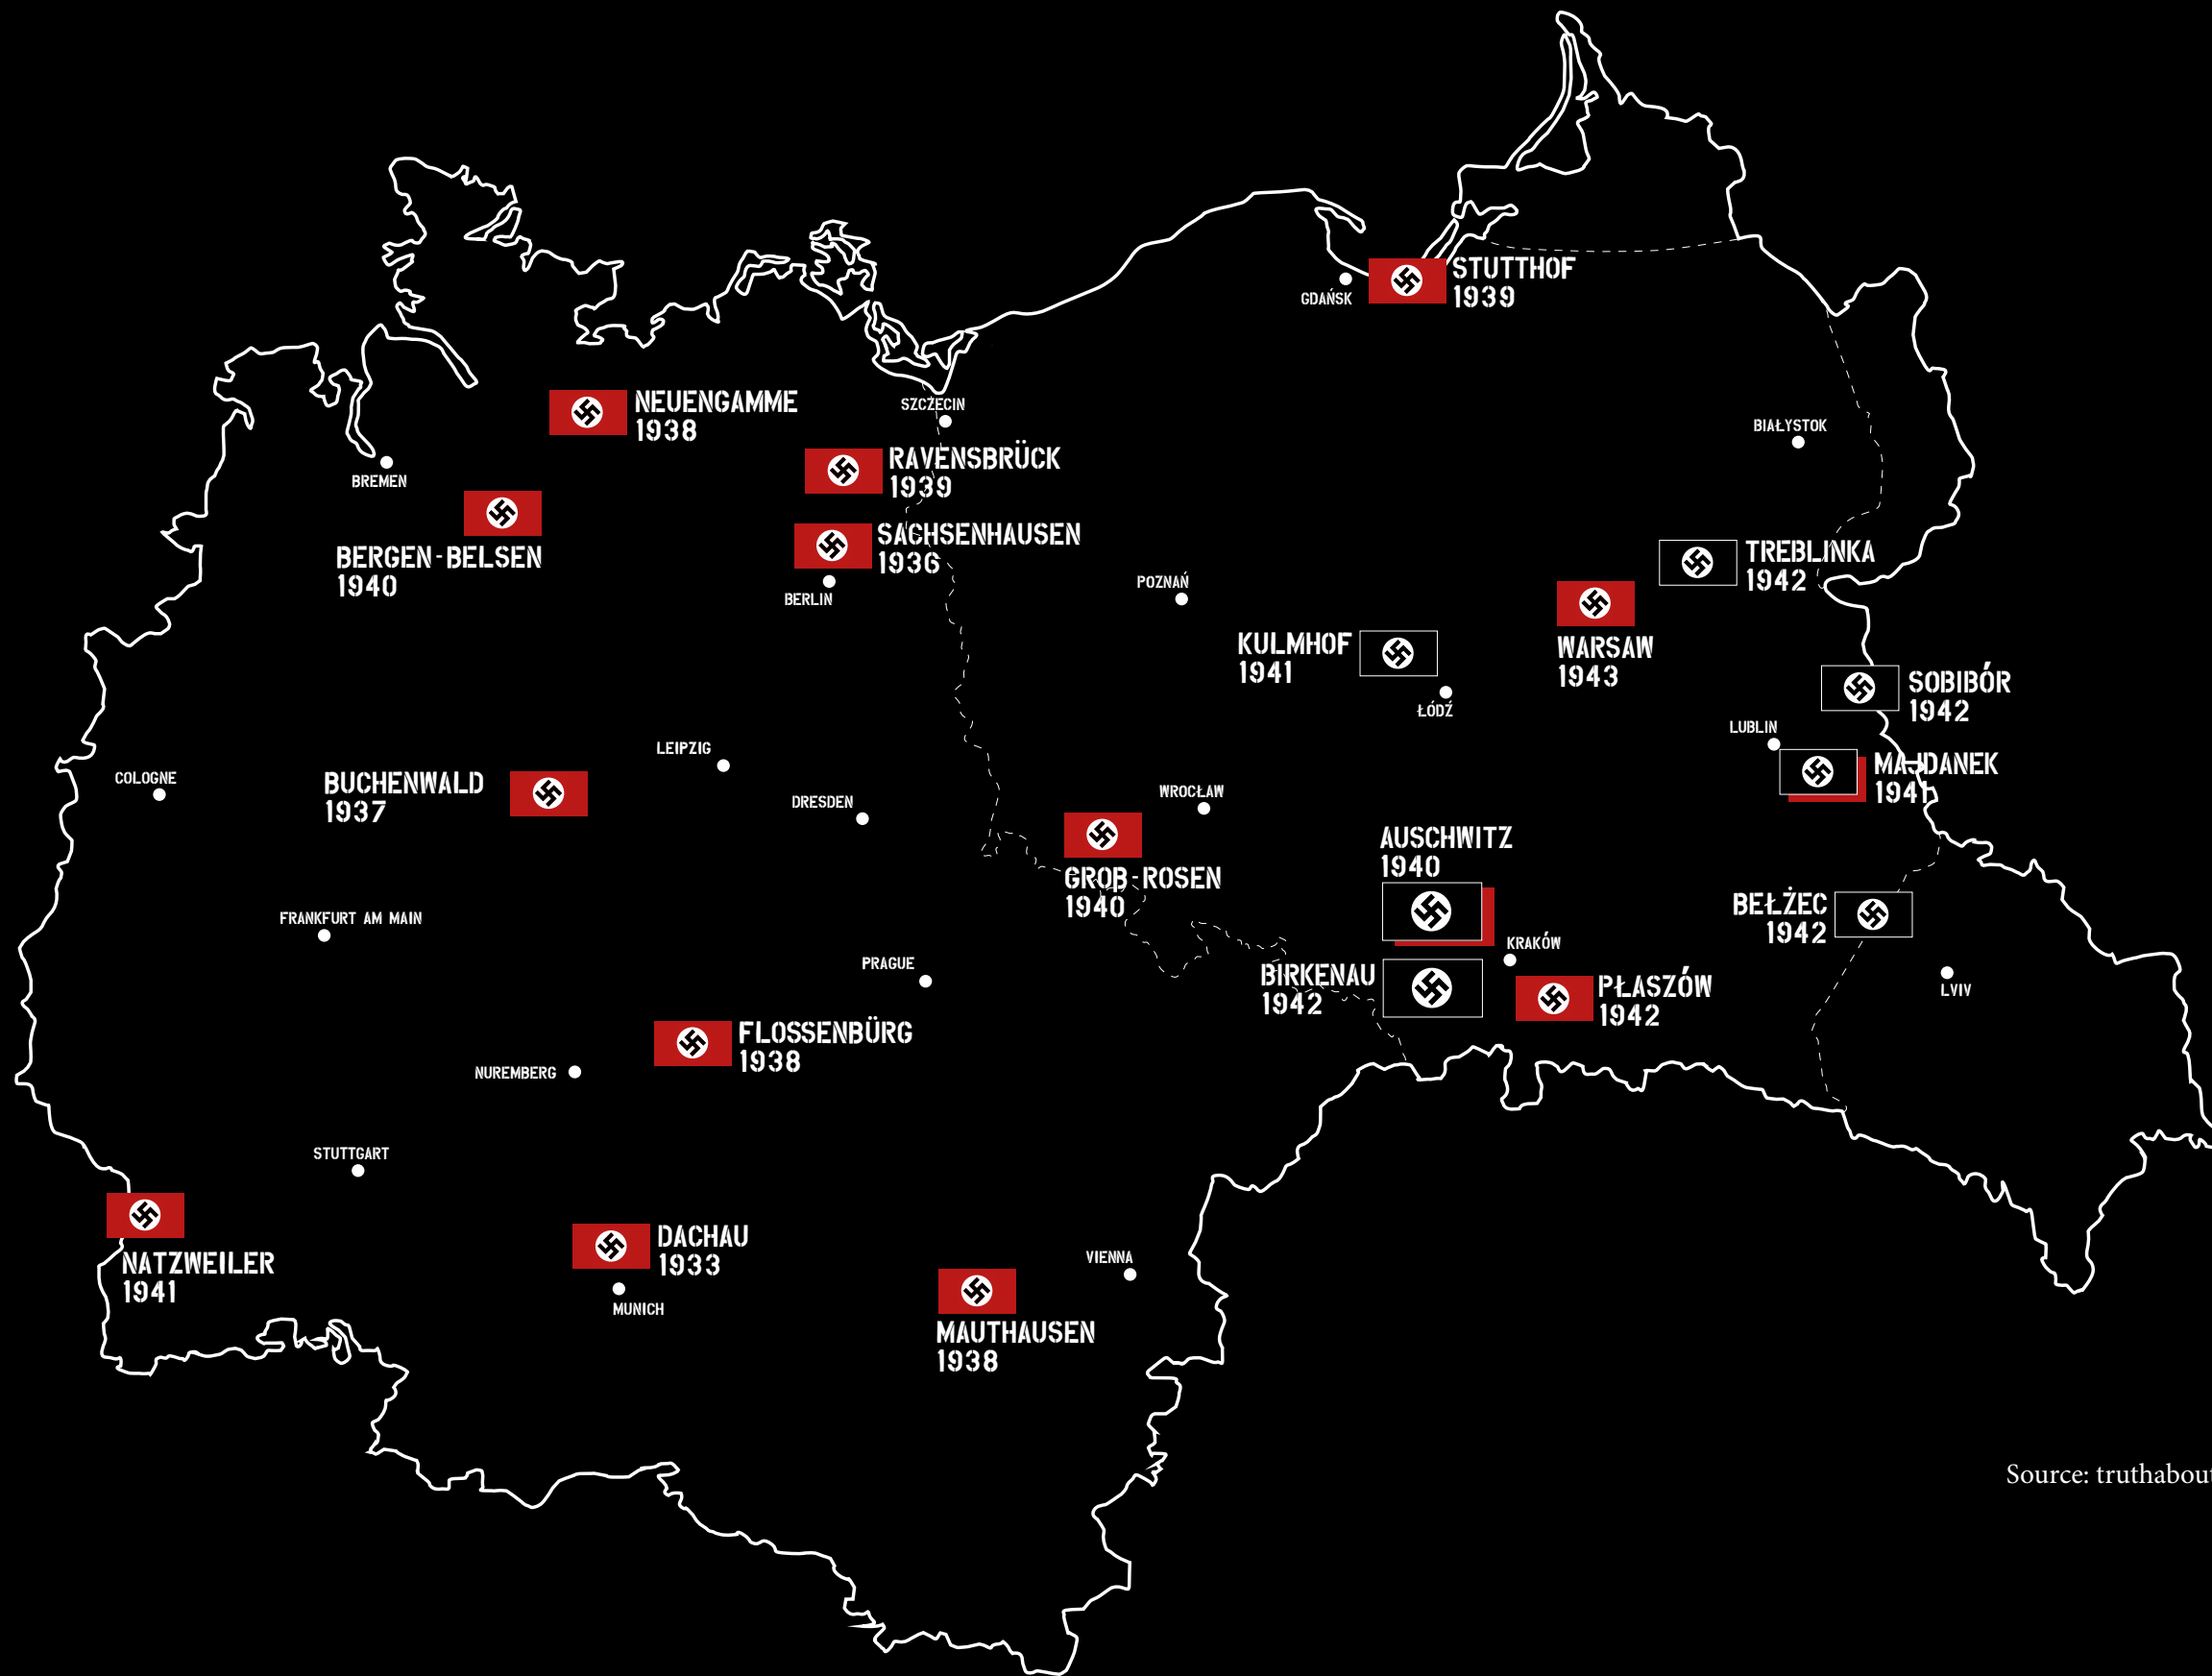 STUTTHOF
1939
GDAŃSK
NEUENGAMME
1938
SZCZECIN
BIAŁYSTOK
RAVENSBRÜCK
1939
BREMEN
SACHSENHAUSEN
1936
BERLIN
BERGEN-BELSEN
1940
TREBLINKA
1942
POZNAŃ
KULMHOF
1941
WARSAW
1943
ŁÓDŹ
SOBIBÓR
1942
LUBLIN
MAJDANEK
1941
LEIPZIG
COLOGNE
BUCHENWALD
1937
DRESDEN
WROCŁAW
GROß-ROSEN
1940
AUSCHWITZ
1940
BEŁŻEC
1942
FRANKFURT AM MAIN
KRAKÓW
PRAGUE
BIRKENAU
1942
PŁASZÓW
1942
LVIV
FLOSSENBÜRG
1938
NUREMBERG
STUTTGART
NATZWEILER
1941
DACHAU
1933
MUNICH
VIENNA
MAUTHAUSEN
1938
Source: truthabout